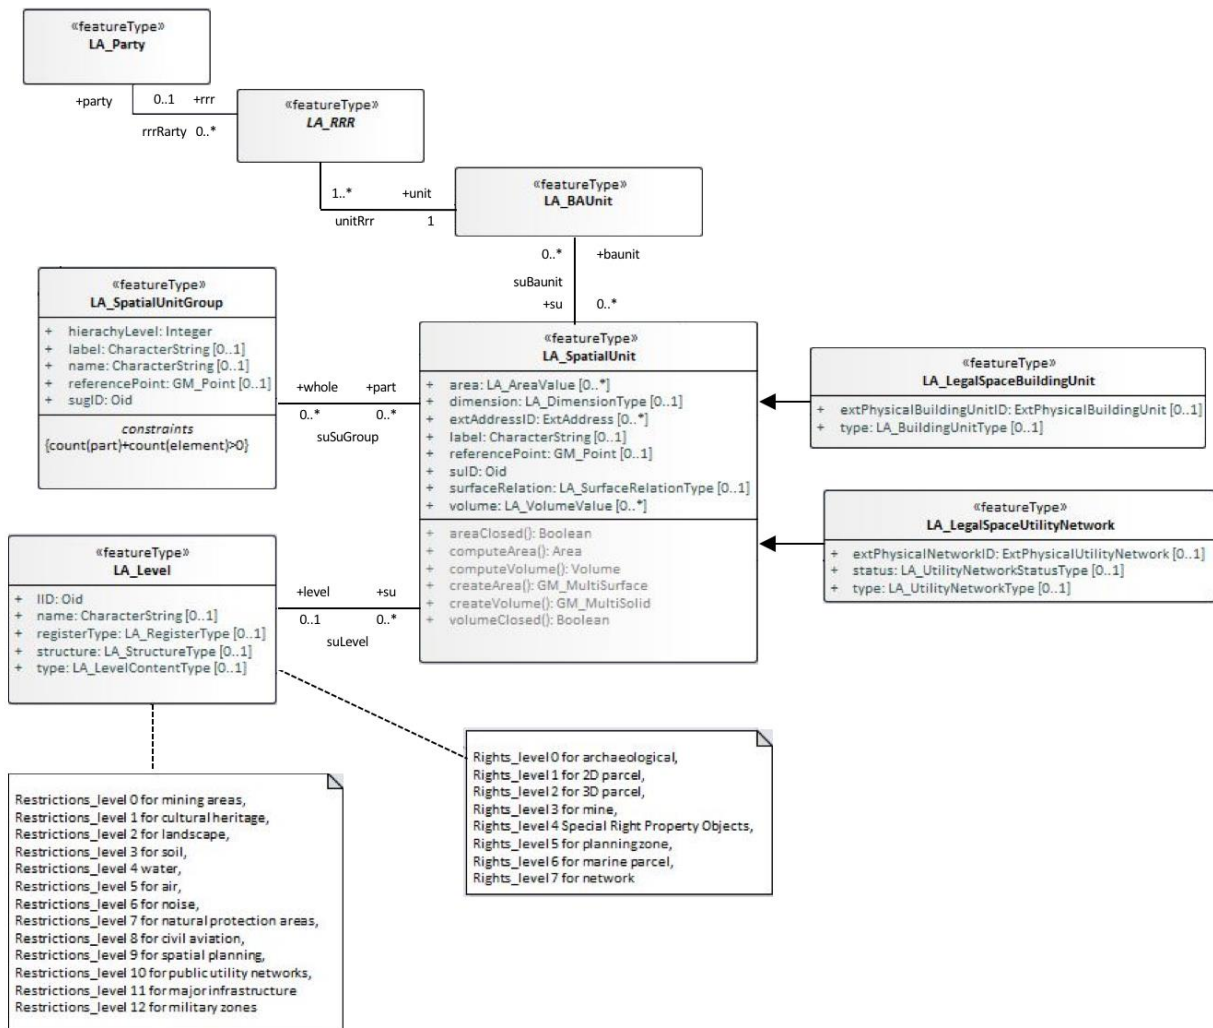 «featureType»
LA_Party
+party 0..1 +rrr
rrrRarty 0..*
«featureType»
LA_RRR
1..* +unit
unitRrr 1
«featureType»
LA_BAUnit
0..* +baunit
suBaunit
+su 0..*
«featureType»
LA_SpatialUnitGroup
+ hierachyLevel: Integer
+ label: CharacterString [0..1]
+ name: CharacterString [0..1]
+ referencePoint: GM_Point [0..1]
+ sugID: Oid
constraints
{count(part)+count(element)>0}
+whole +part
0..* 0..*
suSuGroup
«featureType»
LA_SpatialUnit
+ area: LA_AreaValue [0..*]
+ dimension: LA_DimensionType [0..1]
+ extAddressID: ExtAddress [0..*]
+ label: CharacterString [0..1]
+ referencePoint: GM_Point [0..1]
+ suID: Oid
+ surfaceRelation: LA_SurfaceRelationType [0..1]
+ volume: LA_VolumeValue [0..*]
+ areaClosed(): Boolean
+ computeArea(): Area
+ computeVolume(): Volume
+ createArea(): GM_MultiSurface
+ createVolume(): GM_MultiSolid
+ volumeClosed(): Boolean
«featureType»
LA_LegalSpaceBuildingUnit
+ extPhysicalBuildingUnitID: ExtPhysicalBuildingUnit [0..1]
+ type: LA_BuildingUnitType [0..1]
«featureType»
LA_LegalSpaceUtilityNetwork
+ extPhysicalNetworkID: ExtPhysicalUtilityNetwork [0..1]
+ status: LA_UtilityNetworkStatusType [0..1]
+ type: LA_UtilityNetworkType [0..1]
«featureType»
LA_Level
+ lID: Oid
+ name: CharacterString [0..1]
+ registerType: LA_RegisterType [0..1]
+ structure: LA_StructureType [0..1]
+ type: LA_LevelContentType [0..1]
+level +su
0..1 0..*
suLevel
Rights_level 0 for archaeological,
Rights_level 1 for 2D parcel,
Rights_level 2 for 3D parcel,
Rights_level 3 for mine,
Rights_level 4 Special Right Property Objects,
Rights_level 5 for planning zone,
Rights_level 6 for marine parcel,
Rights_level 7 for network
Restrictions_level 0 for mining areas,
Restrictions_level 1 for cultural heritage,
Restrictions_level 2 for landscape,
Restrictions_level 3 for soil,
Restrictions_level 4 water,
Restrictions_level 5 for air,
Restrictions_level 6 for noise,
Restrictions_level 7 for natural protection areas,
Restrictions_level 8 for civil aviation,
Restrictions_level 9 for spatial planning,
Restrictions_level 10 for public utility networks,
Restrictions_level 11 for major infrastructure
Restrictions_level 12 for military zones